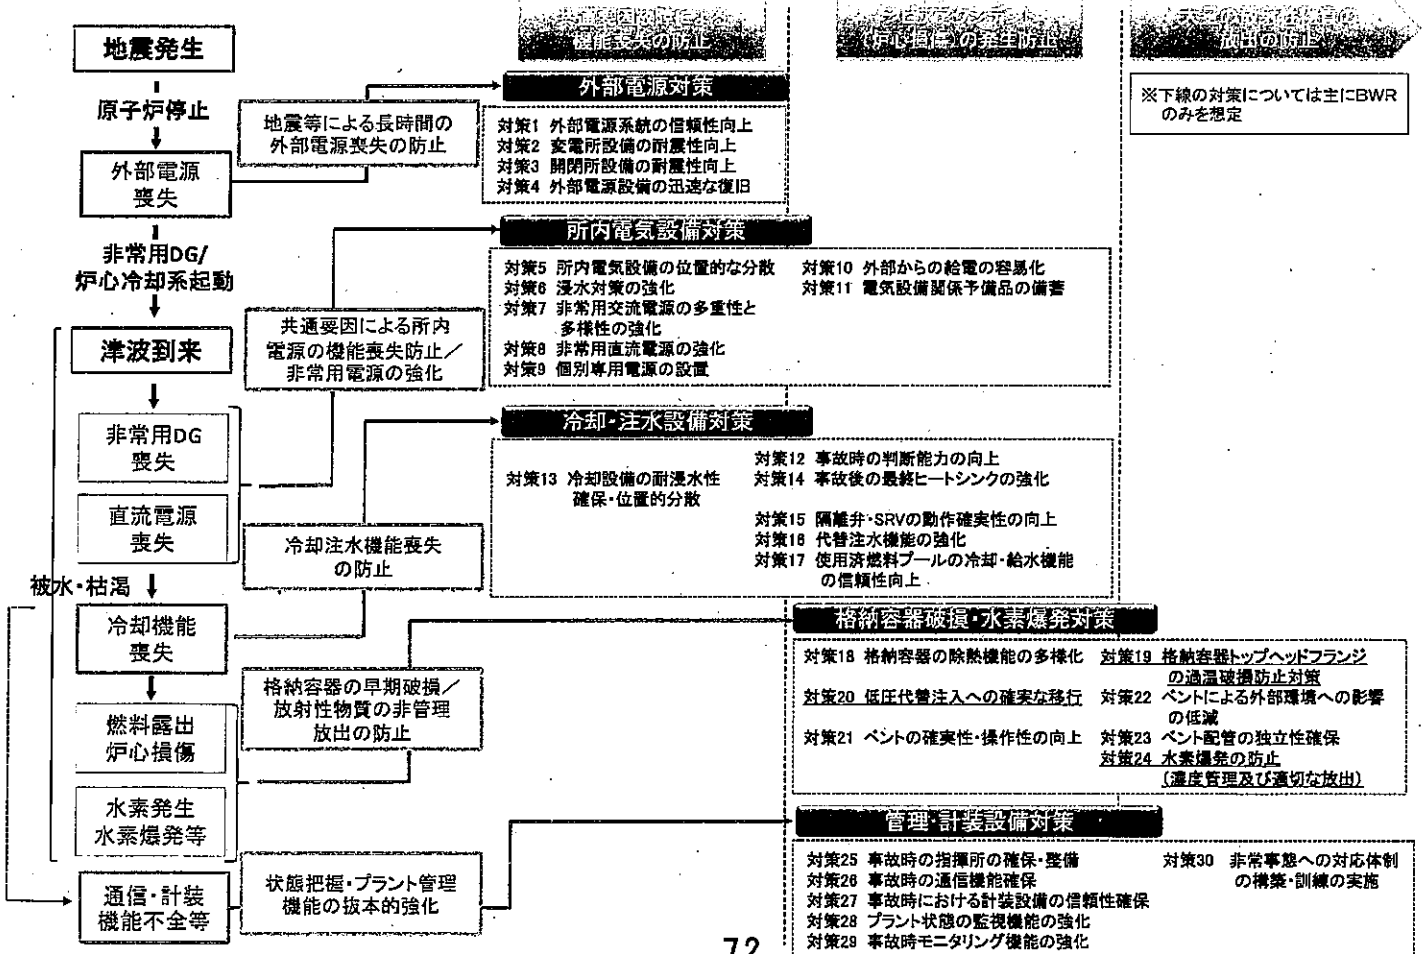 機能喪失の防止
(炉心損傷)の発生防止
放出の防止
地震発生
原子炉停止
外部電源
喪失
非常用DG/
炉心冷却系起動
津波到来
非常用DG
喪失
直流電源
喪失
被水・枯渇
冷却機能
喪失
燃料露出
炉心損傷
水素発生
水素爆発等
通信・計装
機能不全等
地震等による長時間の
外部電源喪失の防止
共通要因による所内
電源の機能喪失防止／
非常用電源の強化
冷却注水機能喪失
の防止
格納容器の早期破損／
放射性物質の非管理
放出の防止
状態把握・プラント管理
機能の抜本的強化
※下線の対策については主にBWR
のみを想定
外部電源対策
対策1 外部電源系統の信頼性向上
対策2 変電所設備の耐震性向上
対策3 開閉所設備の耐震性向上
対策4 外部電源設備の迅速な復旧
所内電気設備対策
対策5 所内電気設備の位置的な分散
対策6 浸水対策の強化
対策7 非常用交流電源の多重性と
多様性の強化
対策8 非常用直流電源の強化
対策9 個別専用電源の設置
対策10 外部からの給電の容易化
対策11 電気設備関係予備品の備蓄
冷却・注水設備対策
対策12 事故時の判断能力の向上
対策13 冷却設備の耐浸水性
確保・位置的分散
対策14 事故後の最終ヒートシンクの強化
対策15 隔離弁・SRVの動作確実性の向上
対策16 代替注水機能の強化
対策17 使用済燃料プールの冷却・給水機能
の信頼性向上
格納容器破損・水素爆発対策
対策18 格納容器の除熱機能の多様化
対策19 格納容器トップヘッドフランジ
の過温破損防止対策
対策20 低圧代替注入への確実な移行
対策22 ベントによる外部環境への影響
の低減
対策21 ベントの確実性・操作性の向上
対策23 ベント配管の独立性確保
対策24 水素爆発の防止
（濃度管理及び適切な放出）
管理・計装設備対策
対策25 事故時の指揮所の確保・整備
対策26 事故時の通信機能確保
対策27 事故時における計装設備の信頼性確保
対策28 プラント状態の監視機能の強化
対策29 事故時モニタリング機能の強化
対策30 非常事態への対応体制
の構築・訓練の実施
72